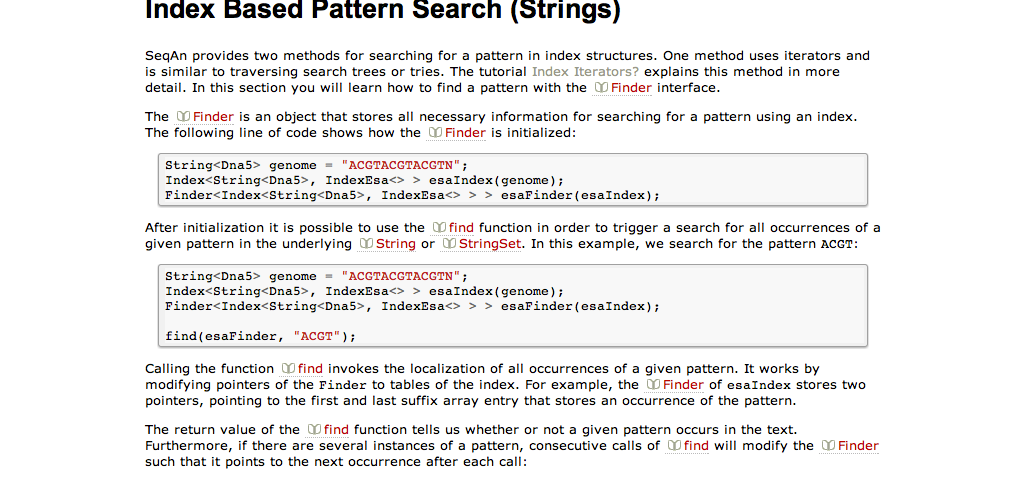 Index Based Pattern Search (Strings)
SeqAn provides two methods for searching for a pattern in index structures. One method uses iterators and
is similar to traversing search trees or tries. The tutorial Index Iterators? explains this method in more
detail. In this section you will learn how to find a pattern with the Finder interface.
The Finder is an object that stores all necessary information for searching for a pattern using an index.
The following line of code shows how the Finder is initialized:
String<Dna5> genome = "ACGTACGTACGTN";
Index<String<Dna5>, IndexEsa<> > esaIndex(genome);
Finder<Index<String<Dna5>, IndexEsa<> > > esaFinder(esaIndex);
After initialization it is possible to use the find function in order to trigger a search for all occurrences of a
given pattern in the underlying String or StringSet. In this example, we search for the pattern ACGT:
String<Dna5> genome = "ACGTACGTACGTN";
Index<String<Dna5>, IndexEsa<> > esaIndex(genome);
Finder<Index<String<Dna5>, IndexEsa<> > > esaFinder(esaIndex);
find(esaFinder, "ACGT");
Calling the function find invokes the localization of all occurrences of a given pattern. It works by
modifying pointers of the Finder to tables of the index. For example, the Finder of esaIndex stores two
pointers, pointing to the first and last suffix array entry that stores an occurrence of the pattern.
The return value of the find function tells us whether or not a given pattern occurs in the text.
Furthermore, if there are several instances of a pattern, consecutive calls of find will modify the Finder
such that it points to the next occurrence after each call: